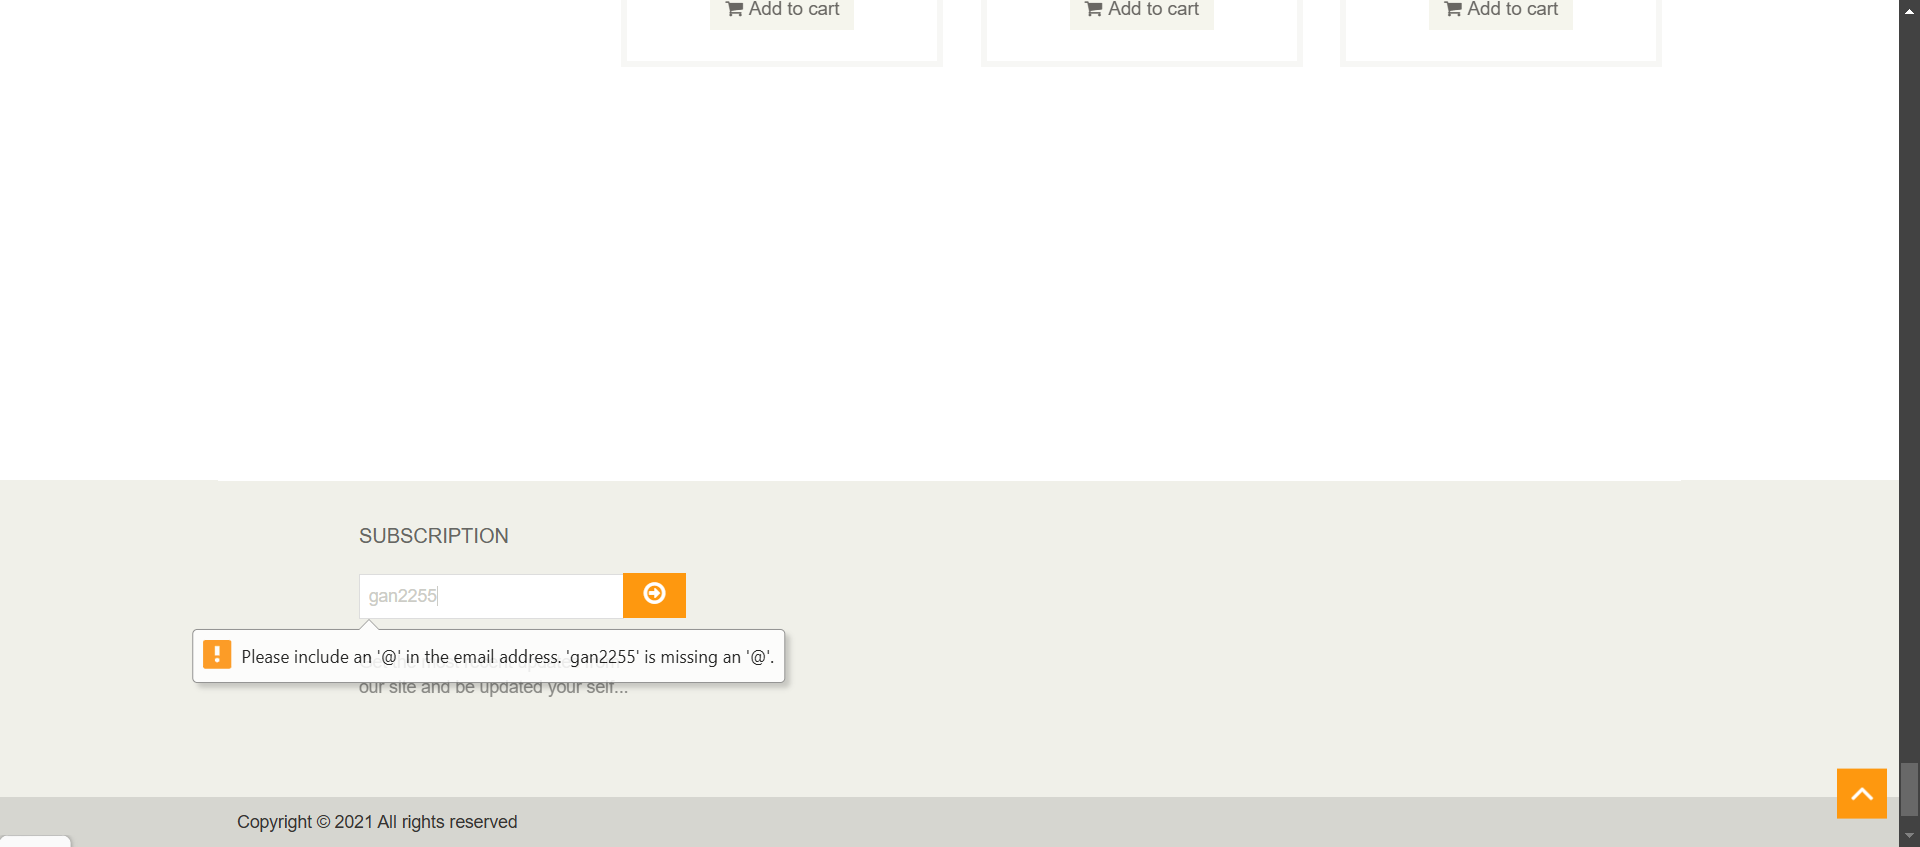 Add to cart Add to cart Add to cart
SUBSCRIPTION
gan2255
Please include an '@' in the email address. 'gan2255' is missing an '@'.
our site and be updated your self...
Copyright © 2021 All rights reserved